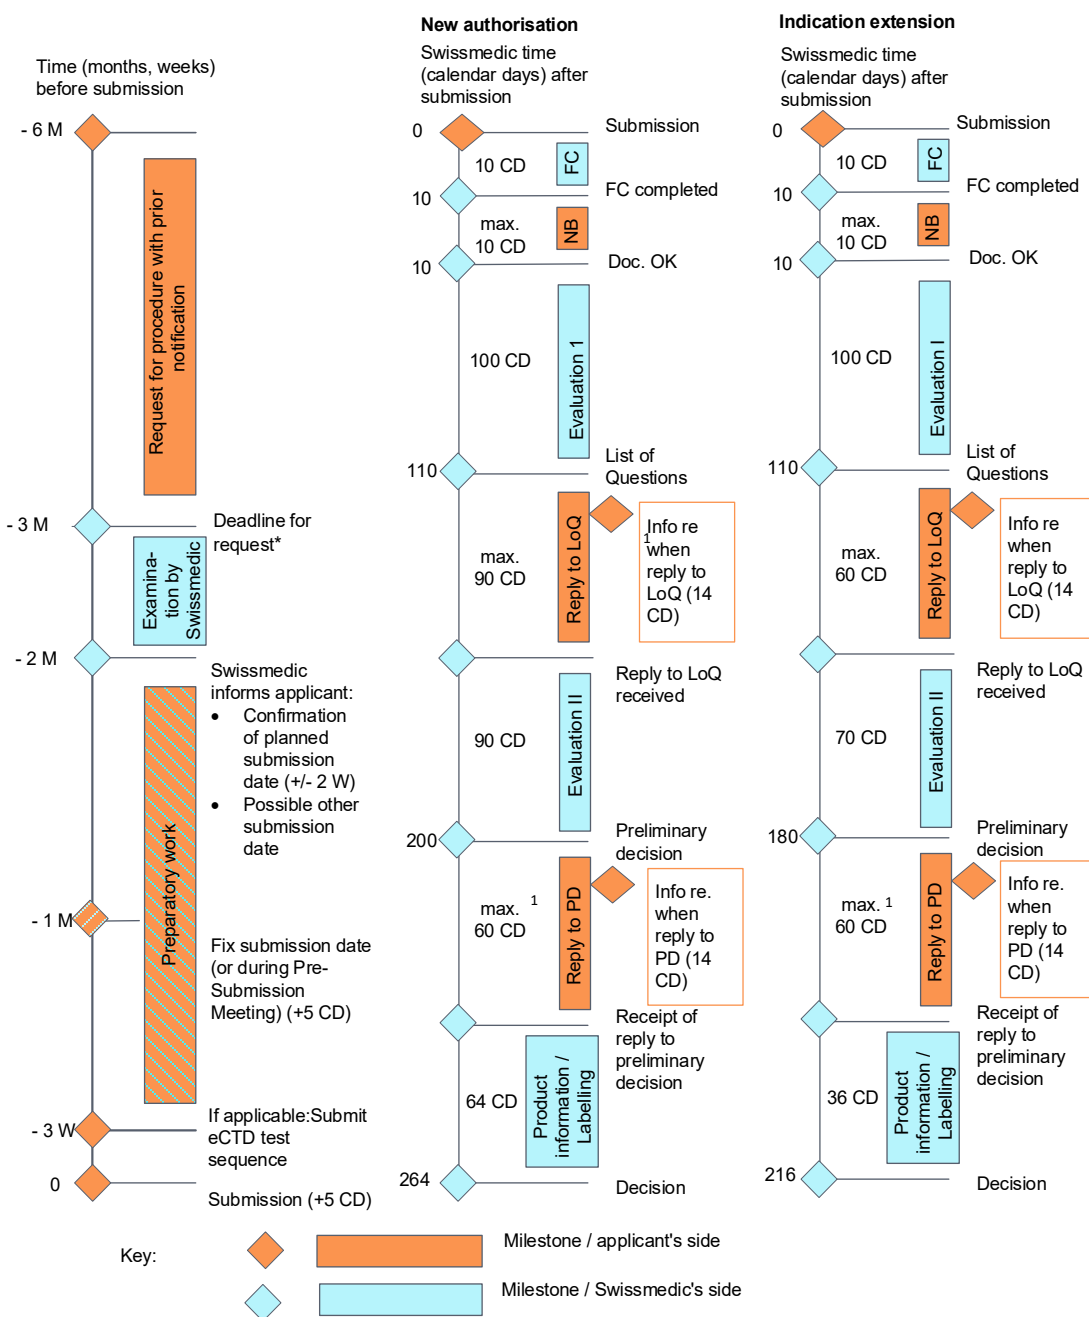 New authorisation
Swissmedic time
(calendar days) after
submission
Indication extension
Swissmedic time
(calendar days) after
submission
Time (months, weeks)
before submission
- 6 M
Request for procedure with prior
notification
- 3 M
Deadline for
request*
Examina-
tion by
Swissmedic
- 2 M
Swissmedic
informs applicant:
• Confirmation
of planned
submission
date (+/- 2 W)
• Possible other
submission
date
Preparatory work
- 1 M
Fix submission date
(or during Pre-
Submission
Meeting) (+5 CD)
- 3 W
If applicable:Submit
eCTD test
sequence
0
Submission (+5 CD)
0
Submission
10 CD
FC
10
FC completed
max.
10 CD
NB
10
Doc. OK
100 CD
Evaluation 1
110
List of
Questions
max.
90 CD
Reply to LoQ
1
Info re
when
reply to
LoQ (14
CD)
Reply to LoQ
received
90 CD
Evaluation II
200
Preliminary
decision
max. 1
60 CD
Reply to PD
Info re.
when
reply to
PD (14
CD)
Receipt of
reply to
preliminary
decision
64 CD
Product
information /
Labelling
264
Decision
0
Submission
10 CD
FC
10
FC completed
max.
10 CD
NB
10
Doc. OK
100 CD
Evaluation I
110
List of
Questions
max.
60 CD
Reply to LoQ
Info re
when
reply to
LoQ (14
CD)
Reply to LoQ
received
70 CD
Evaluation II
180
Preliminary
decision
max. 1
60 CD
Reply to PD
Info re.
when
reply to
PD (14
CD)
Receipt of
reply to
preliminary
decision
36 CD
Product
information /
Labelling
216
Decision
Key:
Milestone / applicant's side
Milestone / Swissmedic's side